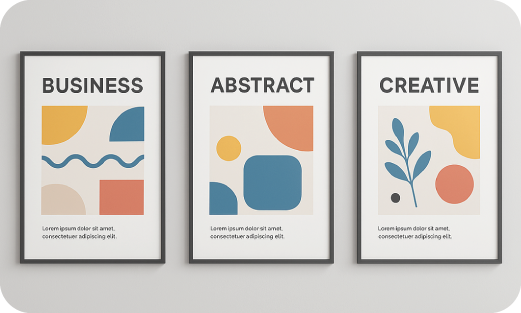 BUSINESS
Lorem ipsum dolor sit amet,
consectetuer adipiscing elit.
ABSTRACT
Lorem ipsum dolor sit amet,
consectetuer adipiscing elit.
CREATIVE
Lorem ipsum dolor sit amet,
consectetuer adipiscing elit.